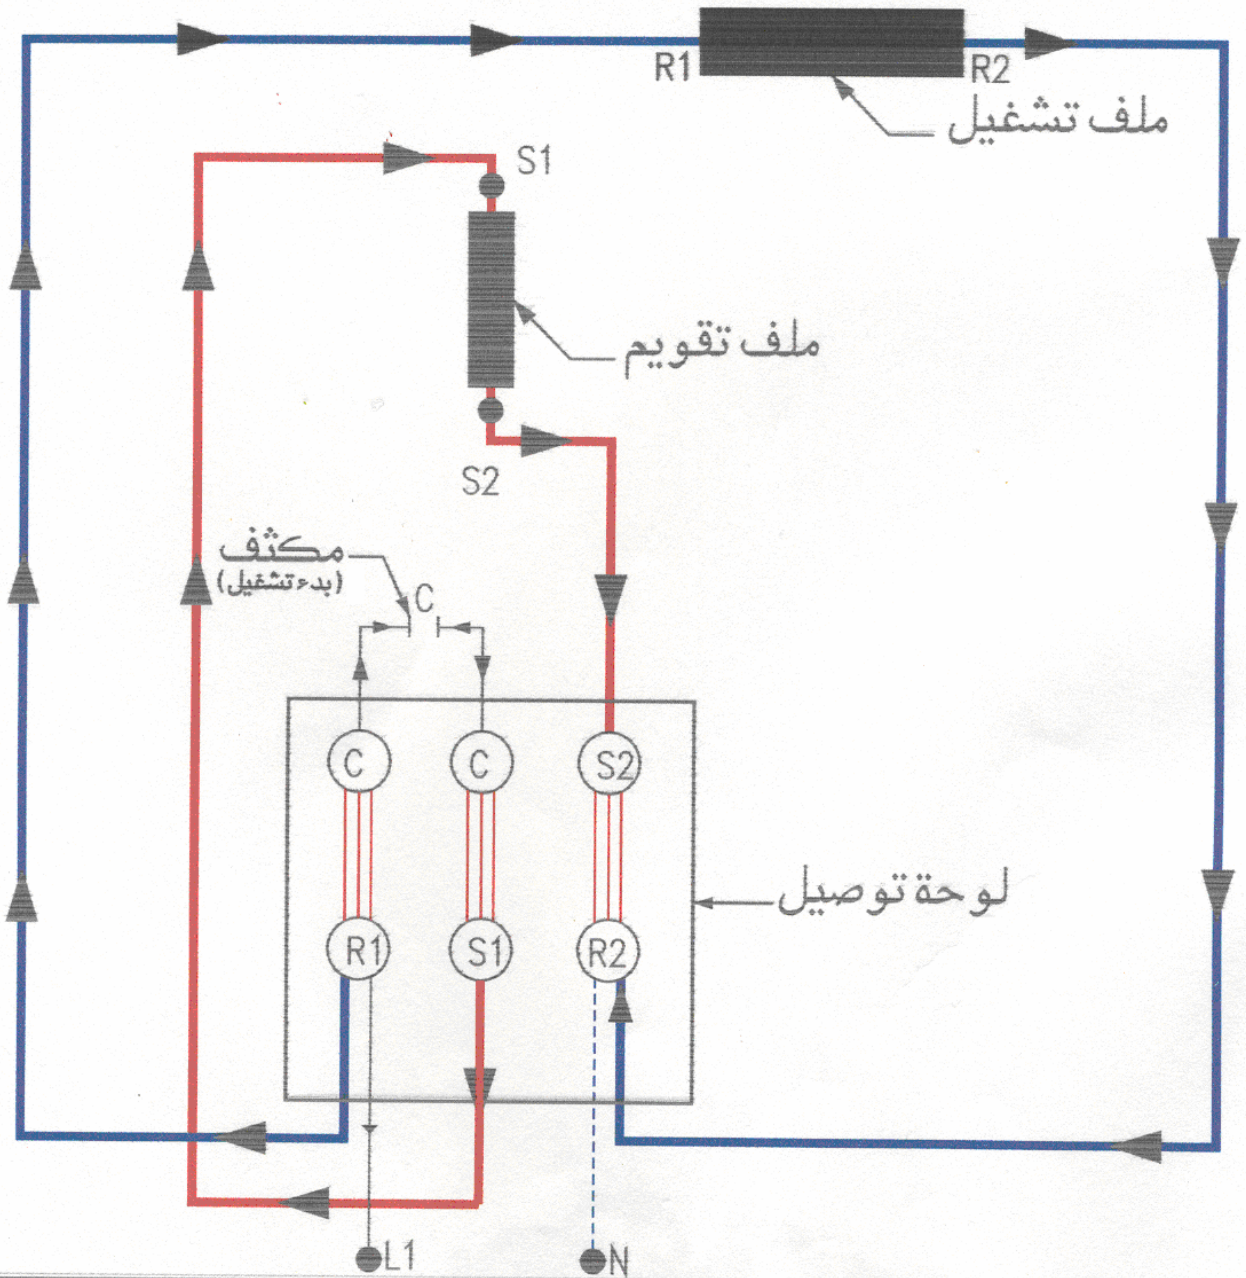 R1
R2
ملف تشغيل
S1
ملف تقويم
S2
مكثف
(بدء تشغيل)
C
C
C
S2
لوحة توصيل
R1
S1
R2
L1
N